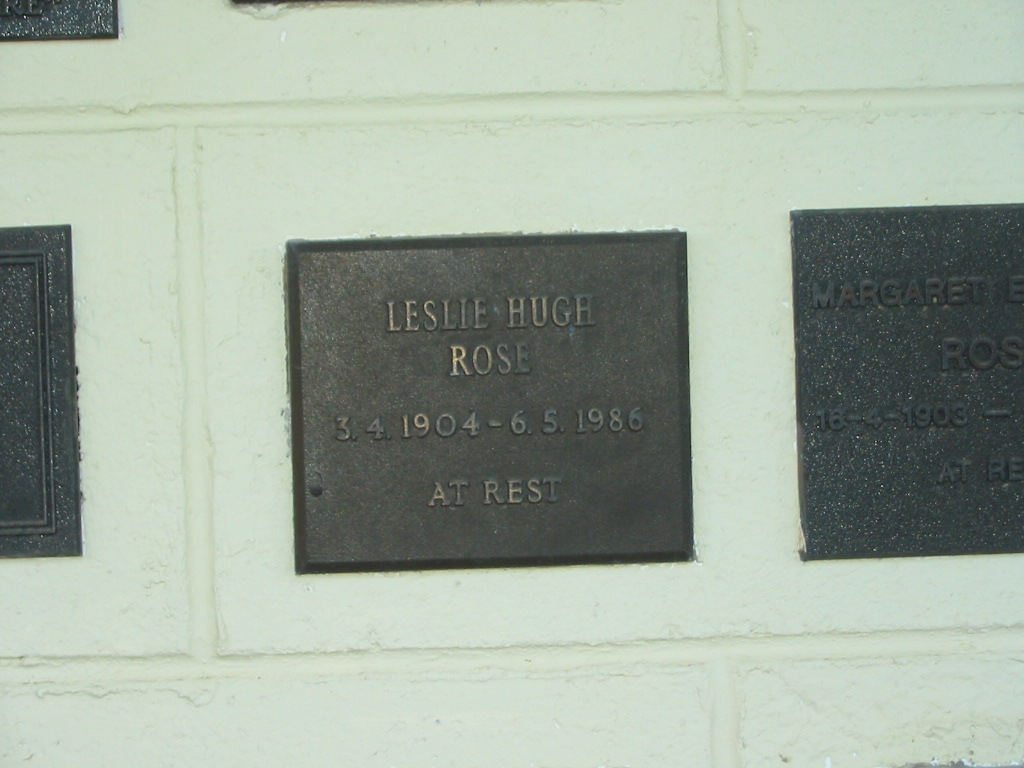 LESLIE HUGH
ROSE
3. 4. 1904 - 6. 5. 1986
AT REST
MARGARET
ROS
16-4-1903 —
AT RE